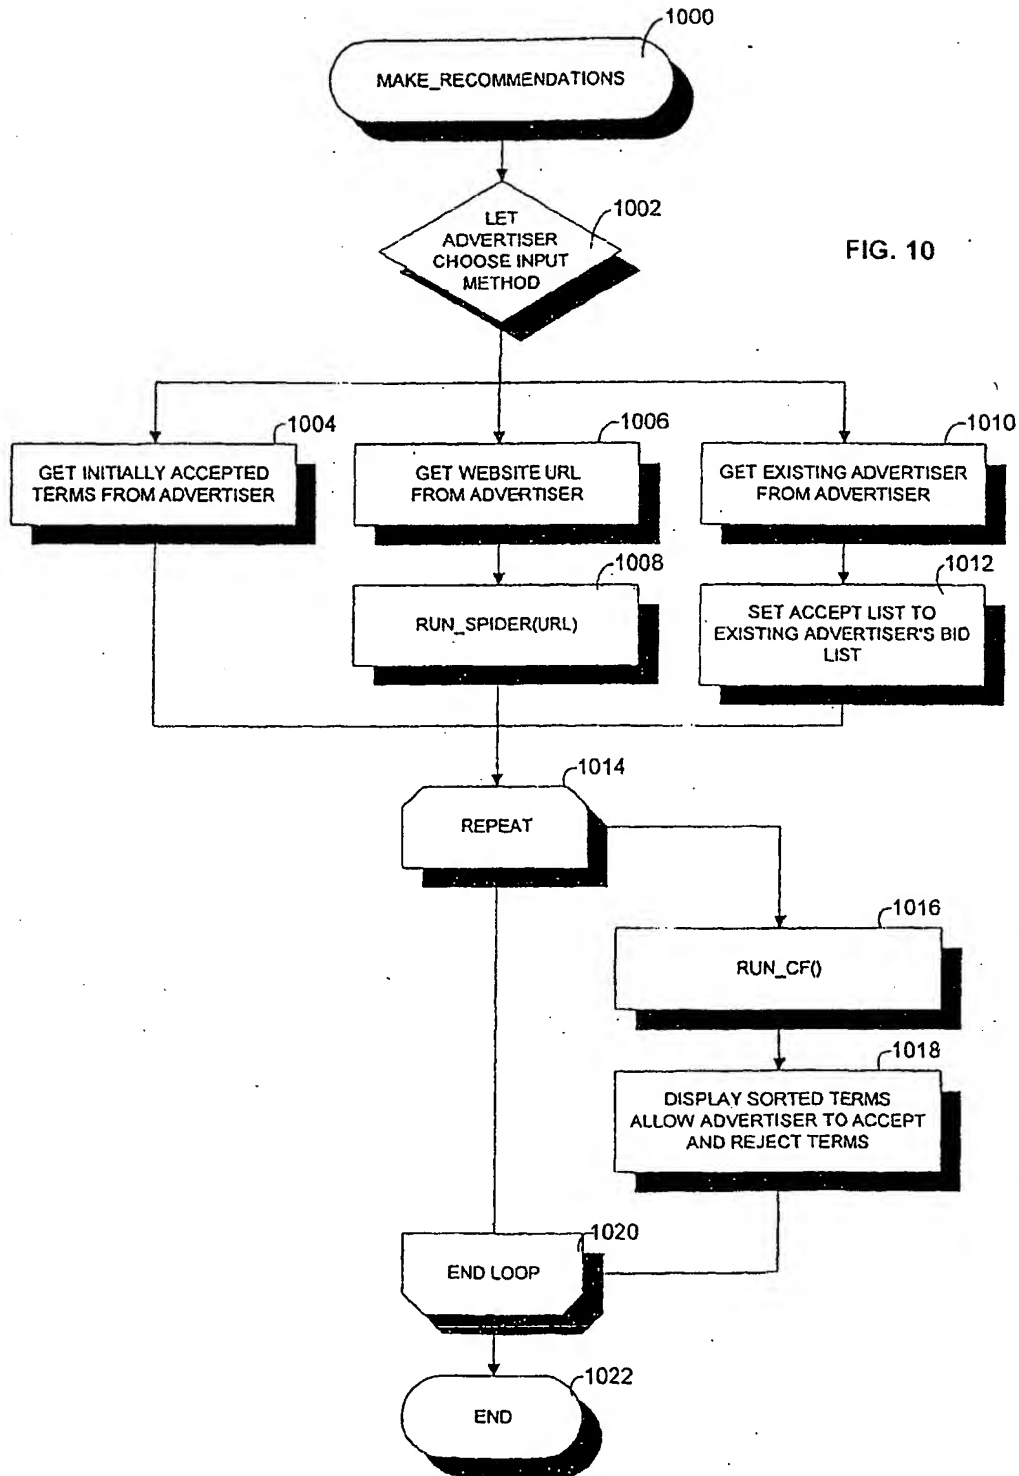 1000
MAKE_RECOMMENDATIONS
1002
LET
ADVERTISER
CHOOSE INPUT
METHOD
FIG. 10
1004
GET INITIALLY ACCEPTED
TERMS FROM ADVERTISER
1006
GET WEBSITE URL
FROM ADVERTISER
1010
GET EXISTING ADVERTISER
FROM ADVERTISER
1008
RUN_SPIDER(URL)
1012
SET ACCEPT LIST TO
EXISTING ADVERTISER'S BID
LIST
1014
REPEAT
1016
RUN_CF()
1018
DISPLAY SORTED TERMS
ALLOW ADVERTISER TO ACCEPT
AND REJECT TERMS
1020
END LOOP
1022
END